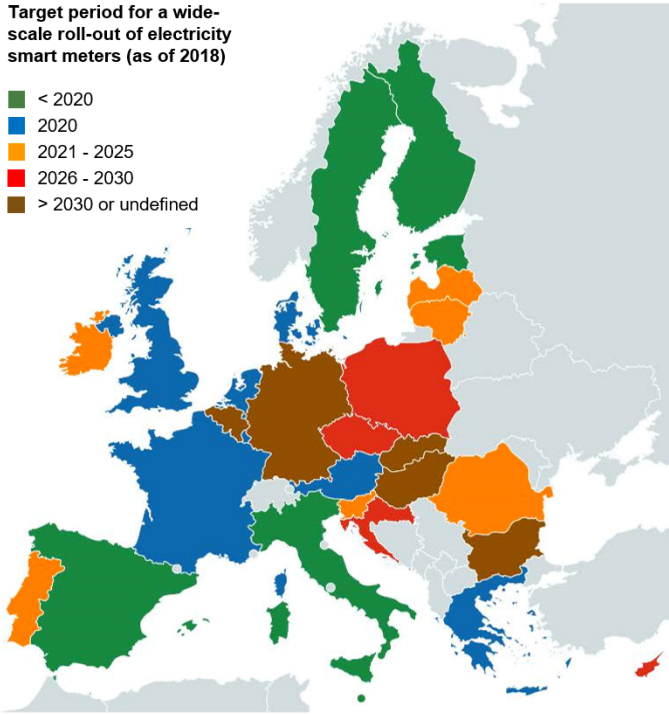 Target period for a wide-
scale roll-out of electricity
smart meters (as of 2018)
< 2020
2020
2021 - 2025
2026 - 2030
> 2030 or undefined